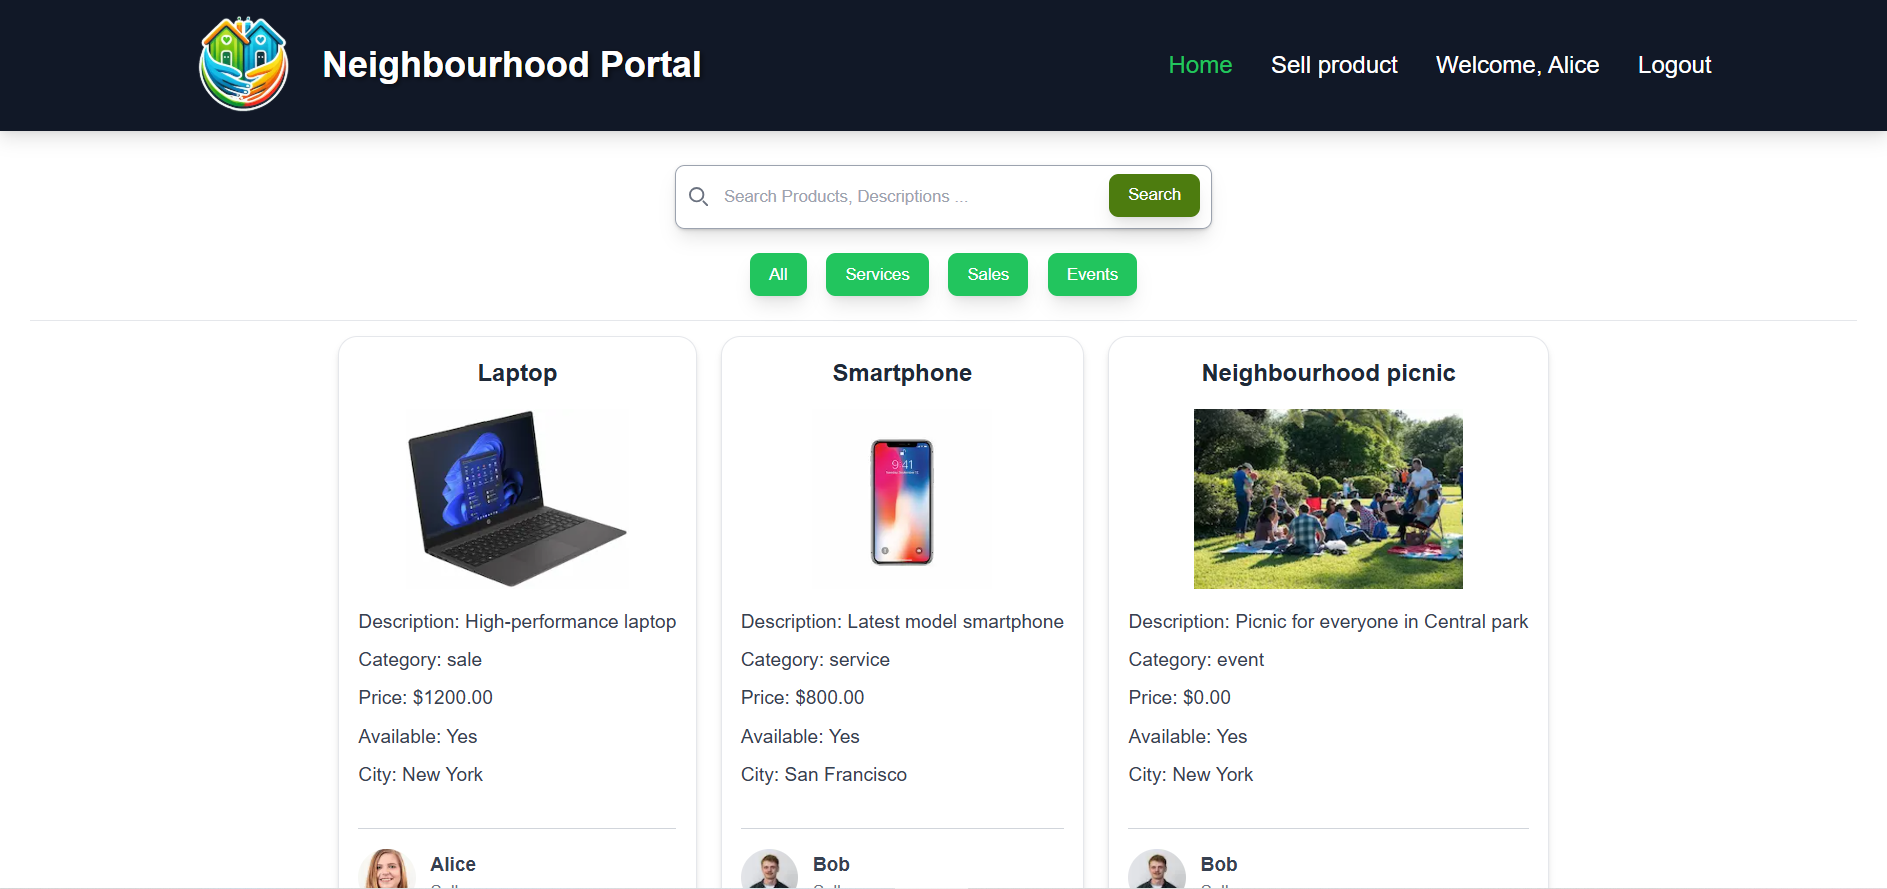 Neighbourhood Portal
Home
Sell product
Welcome, Alice
Logout
Search Products, Descriptions ...
Search
All
Services
Sales
Events
Laptop
Description: High-performance laptop
Category: sale
Price: $1200.00
Available: Yes
City: New York
Alice
Smartphone
9:41
Description: Latest model smartphone
Category: service
Price: $800.00
Available: Yes
City: San Francisco
Bob
Neighbourhood picnic
Description: Picnic for everyone in Central park
Category: event
Price: $0.00
Available: Yes
City: New York
Bob